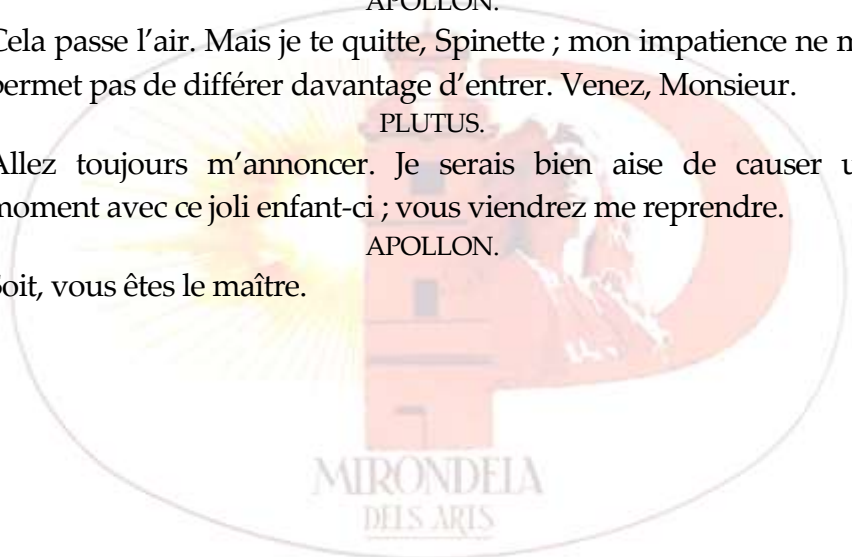 APOLLON.
Cela passe l’air. Mais je te quitte, Spinette ; mon impatience ne m
permet pas de différer davantage d’entrer. Venez, Monsieur.
PLUTUS.
Allez toujours m’annoncer. Je serais bien aise de causer u
moment avec ce joli enfant-ci ; vous viendrez me reprendre.
APOLLON.
Soit, vous êtes le maître.
MIRONDELA
DELS ARTS